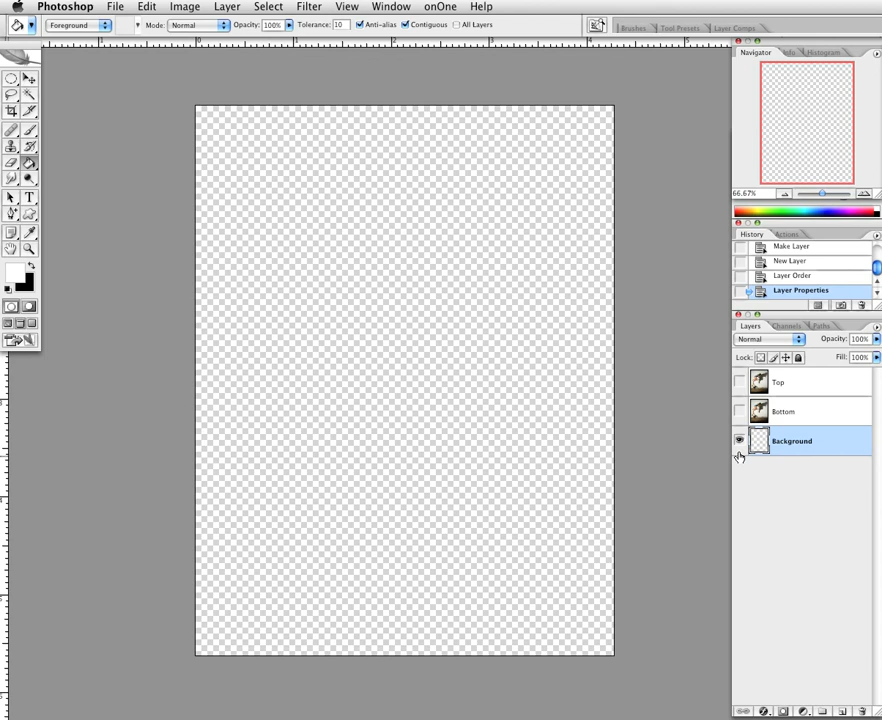 Photoshop File Edit Image Layer Select Filter View Window onOne Help
Foreground Mode: Normal Opacity: 100% Tolerance: 10 Anti-alias Contiguous All Layers
Brushes Tool Presets Layer Comps
Navigator Info Histogram
66.67%
History Actions
Make Layer
New Layer
Layer Order
Layer Properties
Layers Channels Paths
Normal Opacity: 100%
Lock: Fill: 100%
Top
Bottom
Background